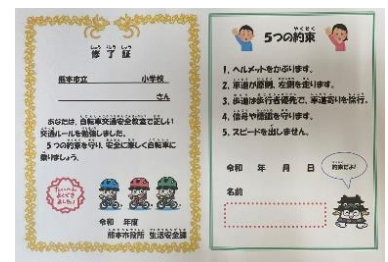 修了証
熊本市立 小学校
さん
あなたは、自転車交通安全教室で正しい
交通ルールを勉強しました。
5つの約束を守り、安全に楽しく自転車に
乗りましょう。
令和 年度
熊本市役所 生活安全課
5つの約束
1. ヘルメットをかぶります。
2. 車道が原則、左側を走ります。
3. 歩道は歩行者優先で、車道寄りを徐行。
4. 信号や標識を守ります。
5. スピードを出しません。
令和 年 月 日
約束だよ!
名前